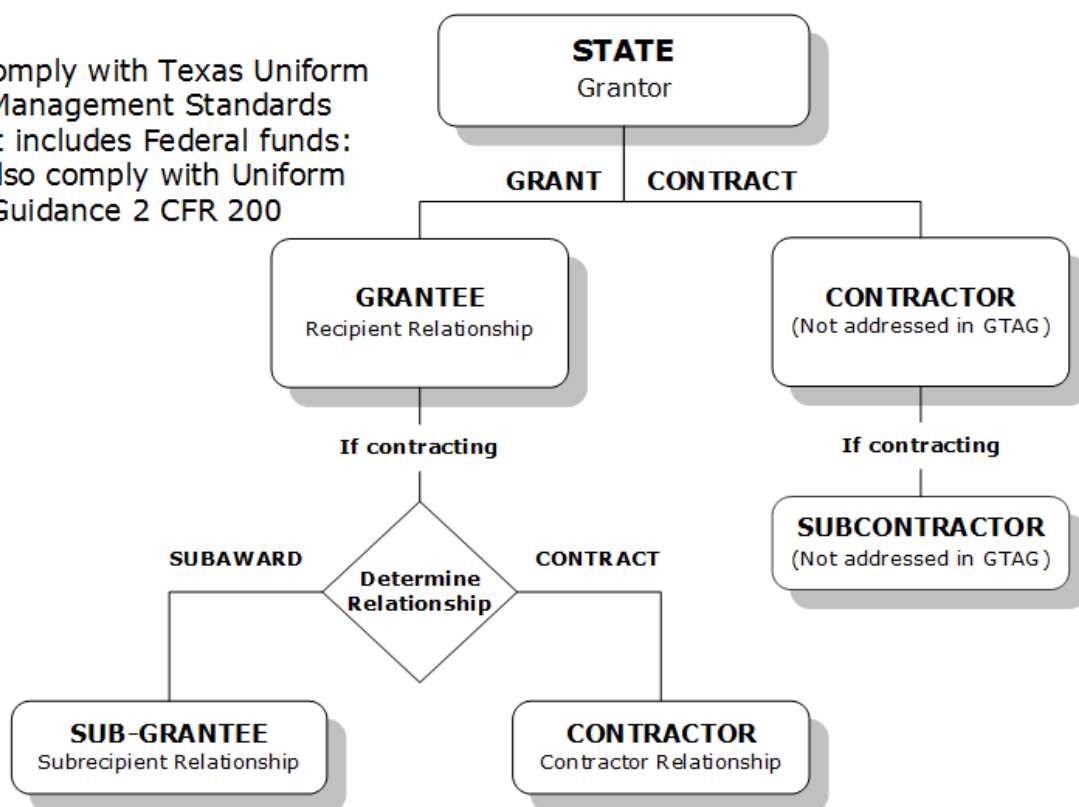 omply with Texas Uniform
Management Standards
includes Federal funds:
also comply with Uniform
Guidance 2 CFR 200
STATE
Grantor
GRANT
CONTRACT
GRANTEE
Recipient Relationship
CONTRACTOR
(Not addressed in GTAG)
If contracting
If contracting
SUBCONTRACTOR
(Not addressed in GTAG)
SUBAWARD
CONTRACT
Determine
Relationship
SUB-GRANTEE
Subrecipient Relationship
CONTRACTOR
Contractor Relationship